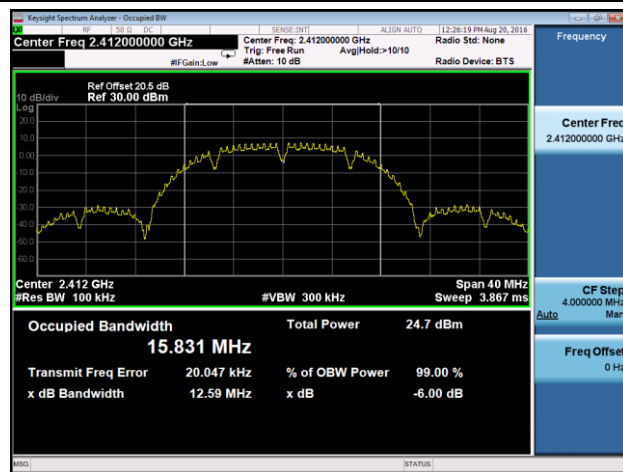 Keysight Spectrum Analyzer - Occupied BW
LXI RF 50 Ω DC SENSE:INT ALIGN AUTO 12:26:19 PM Aug 20, 2016
Center Freq 2.412000000 GHz
Center Freq: 2.412000000 GHz
Radio Std: None
Trig: Free Run Avg|Hold:>10/10
#IFGain:Low
#Atten: 10 dB
Radio Device: BTS
Frequency
Ref Offset 20.5 dB
10 dB/div Ref 30.00 dBm
Log
20.0
10.0
0.00
-10.0
-20.0
-30.0
-40.0
-50.0
-60.0
Center Freq
2.412000000 GHz
Center 2.412 GHz Span 40 MHz
#Res BW 100 kHz #VBW 300 kHz Sweep 3.867 ms
CF Step
4.000000 MHz
Auto Man
Occupied Bandwidth Total Power 24.7 dBm
15.831 MHz
Transmit Freq Error 20.047 kHz % of OBW Power 99.00 %
x dB Bandwidth 12.59 MHz x dB -6.00 dB
Freq Offset
0 Hz
MSG STATUS